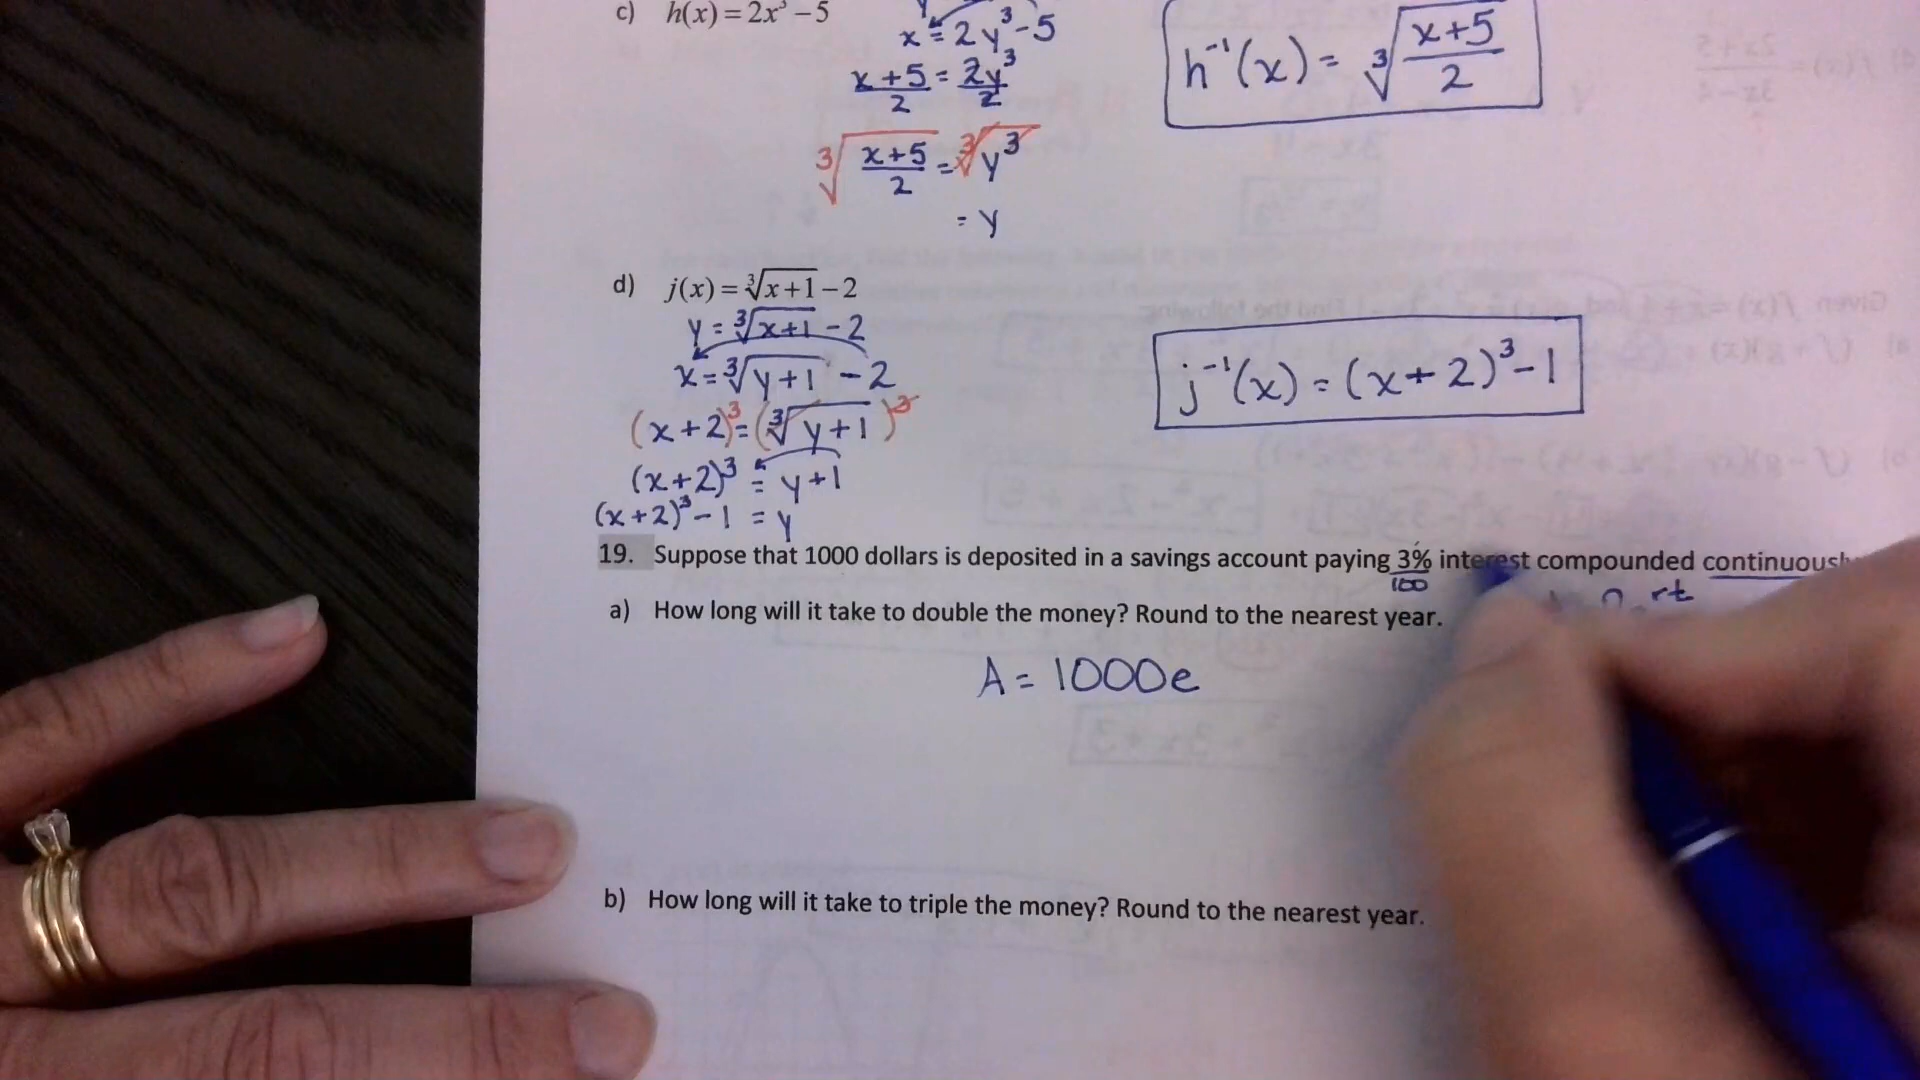 c) h(x) = 2x³ – 5
x = 2y³ - 5
x + 5 = 2y³
2 2
h⁻¹(x) = ∛((x+5)/2)
∛((x+5)/2) = ∛y³
= y
d) j(x) = ∛(x+1) – 2
y = ∛(x+1) - 2
x = ∛(y+1) - 2
(x+2)³ = (∛(y+1))³
(x+2)³ = y+1
(x+2)³ - 1 = y
j⁻¹(x) = (x+2)³ - 1
19. Suppose that 1000 dollars is deposited in a savings account paying 3% interest compounded continuously
100
rt
a) How long will it take to double the money? Round to the nearest year.
A = 1000e
b) How long will it take to triple the money? Round to the nearest year.